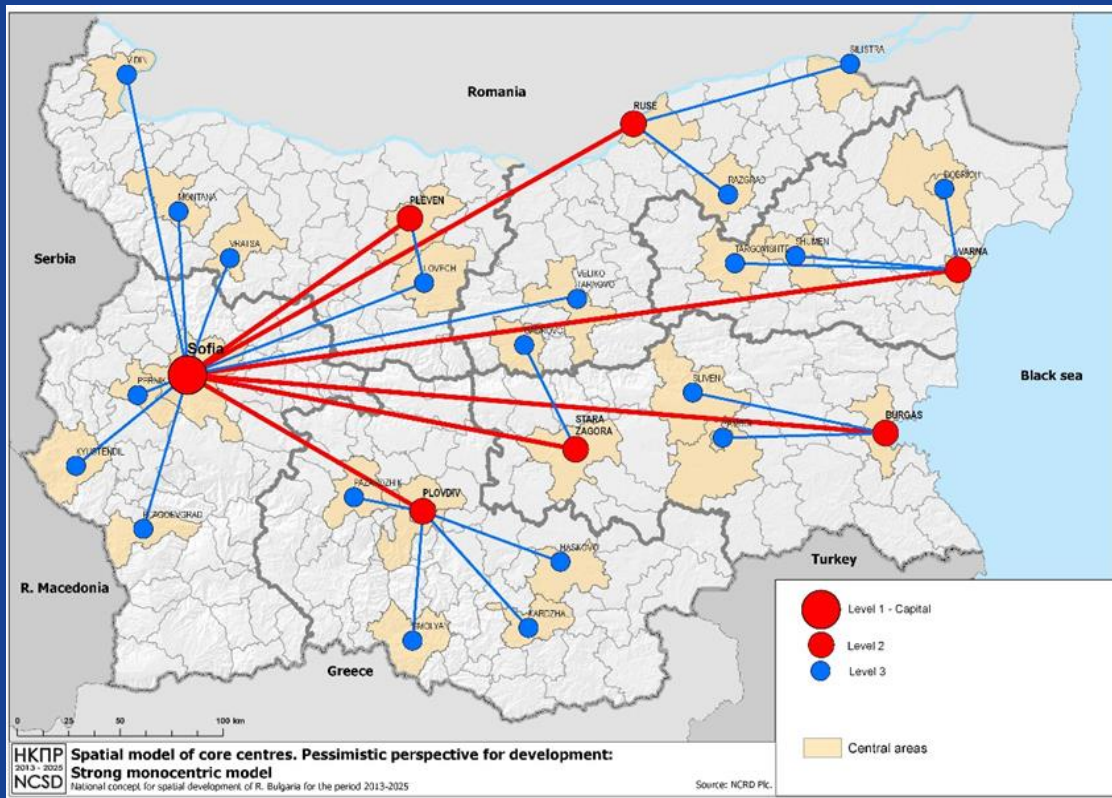 VIDIN
SILISTRA
Romania
RUSE
RAZGRAD
DOBRICH
MONTANA
PLEVEN
VRATSA
TARGOVISHTE
SHUMEN
VARNA
Serbia
LOVECH
VELIKO
TARNOVO
GABROVO
Sofia
PERNIK
SLIVEN
Black sea
STARA
ZAGORA
BURGAS
KYUSTENDIL
PAZARDZHIK
PLOVDIV
BLAGOEVGRAD
HASKOVO
Turkey
R. Macedonia
KARDZHA
SMOLYAN
Greece
Level 1 - Capital
Level 2
Level 3
Central areas
0 25 50 100 km
НКПР
2013 - 2025
NCSD
Spatial model of core centres. Pessimistic perspective for development:
Strong monocentric model
National concept for spatial development of R. Bulgaria for the period 2013-2025
Source: NCRD Plc.